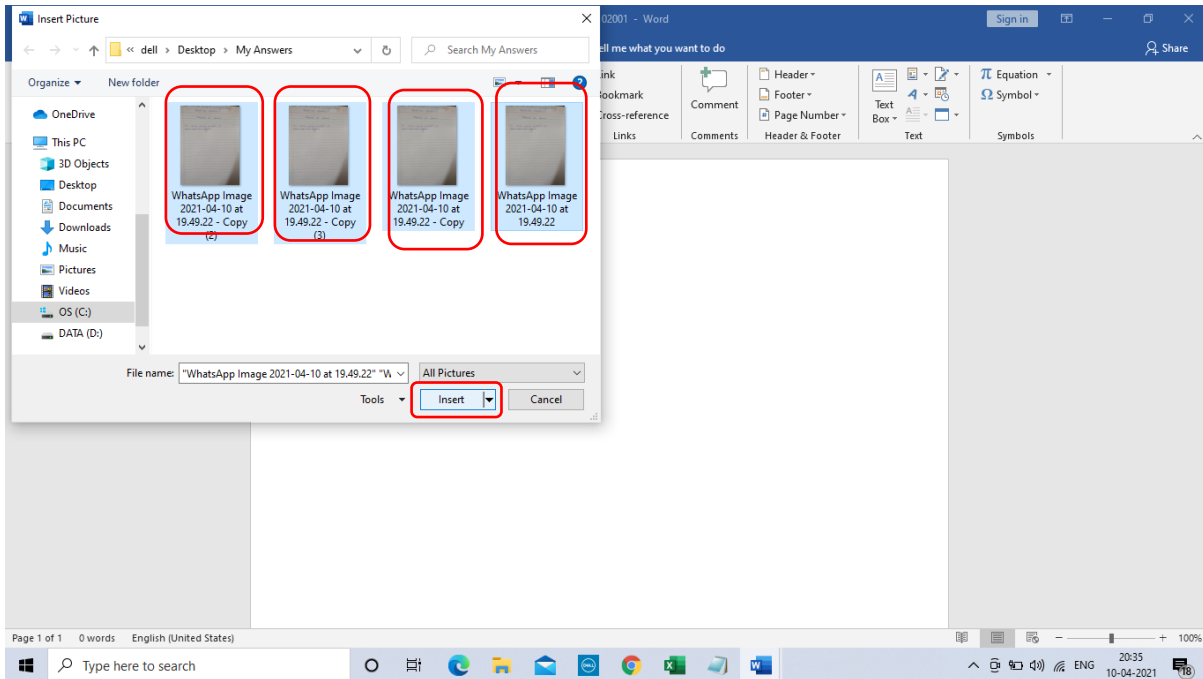 Insert Picture
02001 - Word
Sign in
« dell > Desktop > My Answers
Search My Answers
ell me what you want to do
Share
Organize
New folder
OneDrive
This PC
3D Objects
Desktop
Documents
Downloads
Music
Pictures
Videos
OS (C:)
DATA (D:)
WhatsApp Image
2021-04-10 at
19.49.22 - Copy
(2)
WhatsApp Image
2021-04-10 at
19.49.22 - Copy
(3)
WhatsApp Image
2021-04-10 at
19.49.22 - Copy
WhatsApp Image
2021-04-10 at
19.49.22
File name: "WhatsApp Image 2021-04-10 at 19.49.22" "W
All Pictures
Tools
Insert
Cancel
ink
ookmark
ross-reference
Links
Comment
Comments
Header
Footer
Page Number
Header & Footer
Text
Box
A
Text
π Equation
Ω Symbol
Symbols
Page 1 of 1 0 words English (United States)
100%
Type here to search
DELL
ENG
20:35
10-04-2021
18